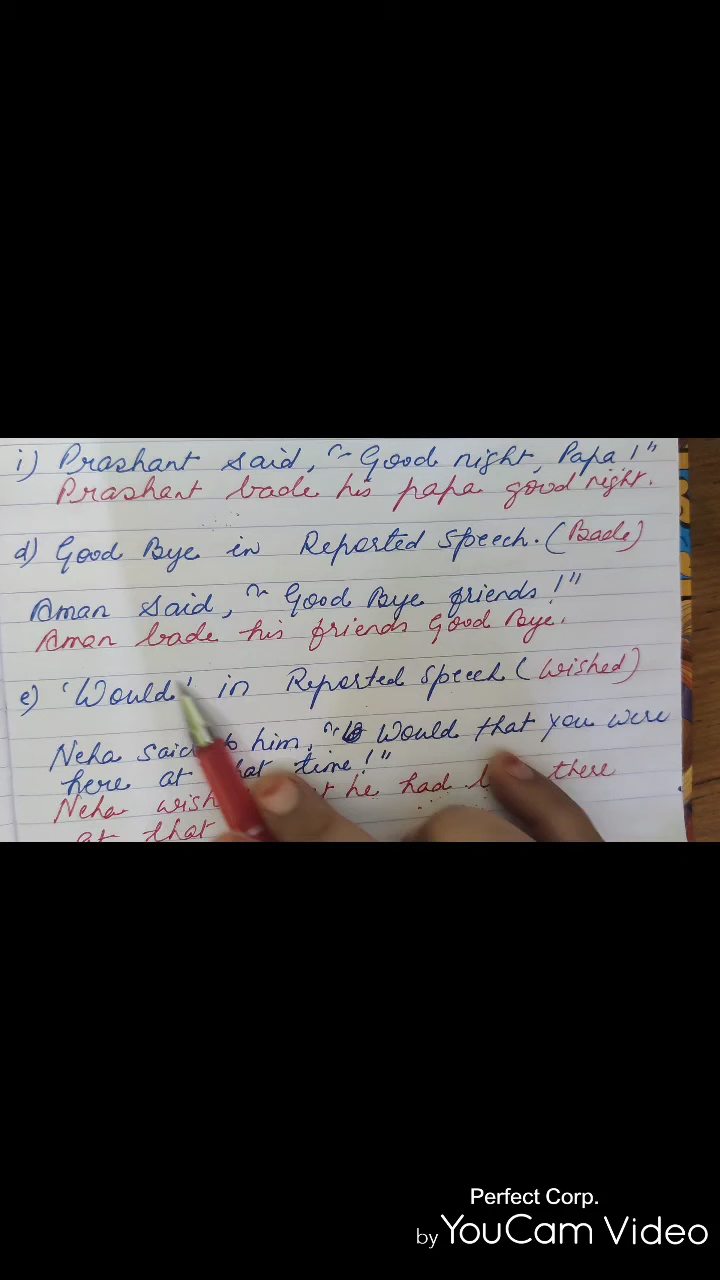 i) Prashant said, "Good night, Papa!"
Prashant bade his papa good night.
d) Good Bye in Reported Speech. (Bade)
Aman said, "Good Bye friends!"
Aman bade his friends Good Bye.
e) 'Would' in Reported Speech (Wished)
Neha said to him, "Would that you were
here at that time!"
Neha he had there
at that
Perfect Corp.
by YouCam Video